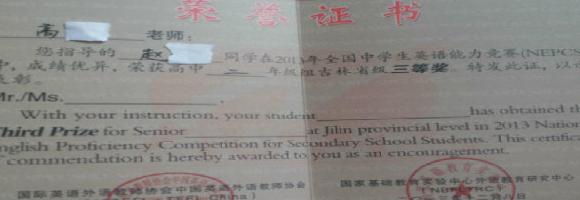 荣誉证书
高 老师:
您指导的 赵 同学在2013年全国中学生英语能力竞赛(NEPCS
中,成绩优异,荣获高中 二 年级组吉林省级 三等奖。转发此证,以
表彰。
Mr./Ms.
With your instruction, your student has obtained th
Third Prize for Senior at Jilin provincial level in 2013 Nation
English Proficiency Competition for Secondary School Students. This certific
commendation is hereby awarded to you as an encouragement.
国际英语外语教师协会中国英语外语教师协会 国家基础教育实验中心外语教育研究中心